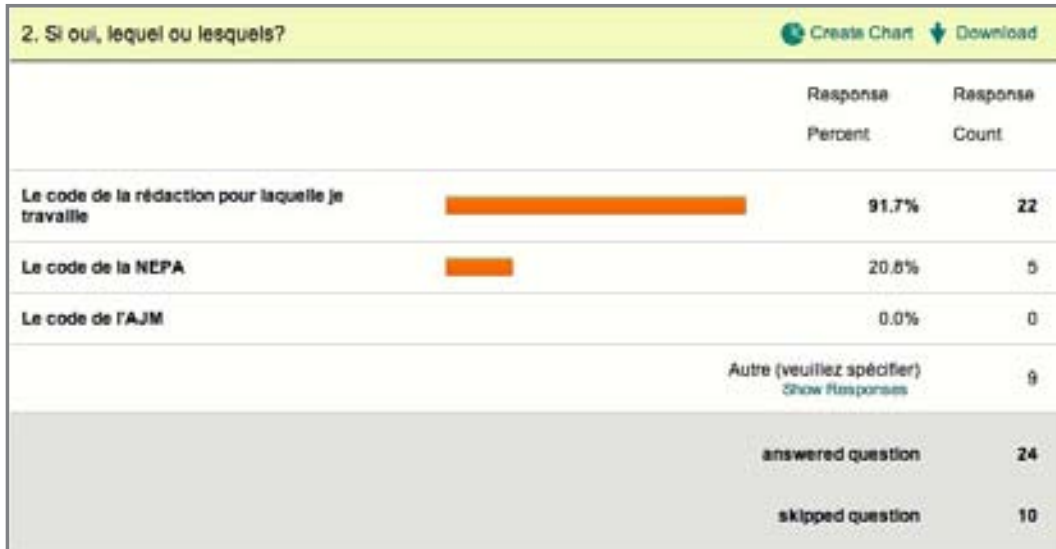 2. Si oui, lequel ou lesquels?
Create Chart
Download
Response Percent
Response Count
Le code de la rédaction pour laquelle je
travaille
91.7%
22
Le code de la NEPA
20.8%
5
Le code de l'AJM
0.0%
0
Autre (veuillez spécifier)
Show Responses
9
answered question
24
skipped question
10